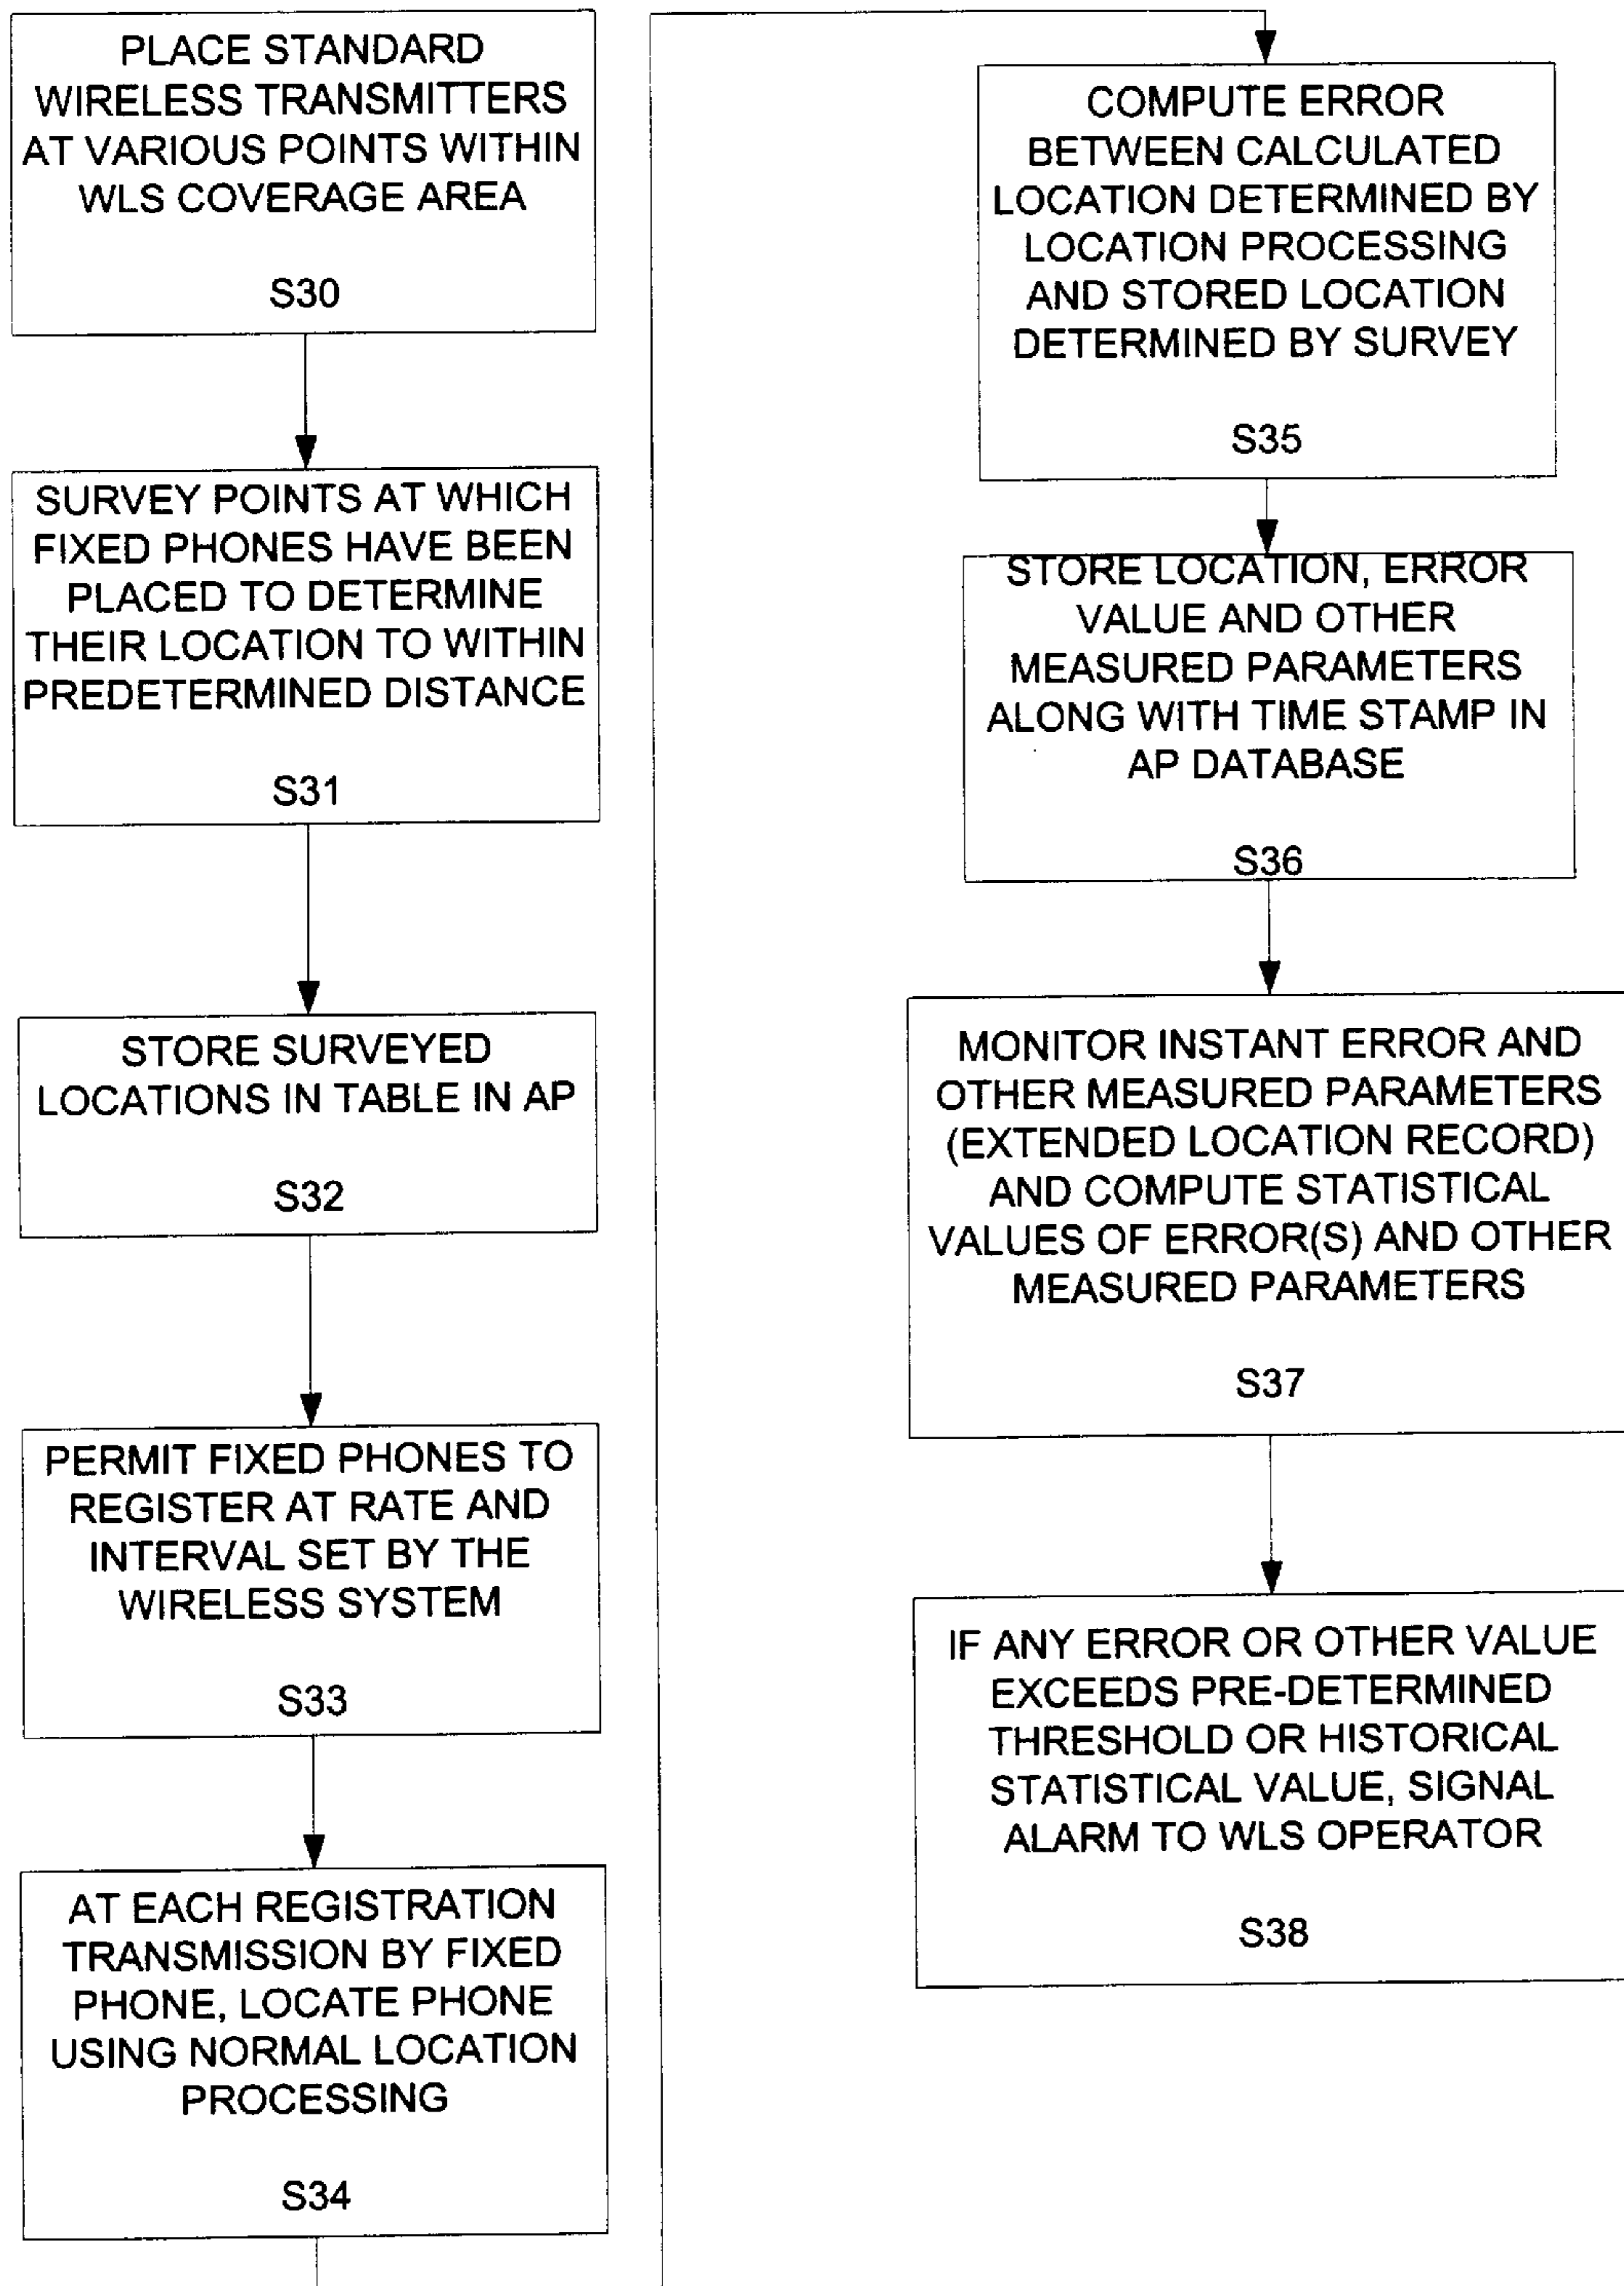 PLACE STANDARD
WIRELESS TRANSMITTERS
AT VARIOUS POINTS WITHIN
WLS COVERAGE AREA
S30
SURVEY POINTS AT WHICH
FIXED PHONES HAVE BEEN
PLACED TO DETERMINE
THEIR LOCATION TO WITHIN
PREDETERMINED DISTANCE
S31
STORE SURVEYED
LOCATIONS IN TABLE IN AP
S32
PERMIT FIXED PHONES TO
REGISTER AT RATE AND
INTERVAL SET BY THE
WIRELESS SYSTEM
S33
AT EACH REGISTRATION
TRANSMISSION BY FIXED
PHONE, LOCATE PHONE
USING NORMAL LOCATION
PROCESSING
S34
COMPUTE ERROR
BETWEEN CALCULATED
LOCATION DETERMINED BY
LOCATION PROCESSING
AND STORED LOCATION
DETERMINED BY SURVEY
S35
STORE LOCATION, ERROR
VALUE AND OTHER
MEASURED PARAMETERS
ALONG WITH TIME STAMP IN
AP DATABASE
S36
MONITOR INSTANT ERROR AND
OTHER MEASURED PARAMETERS
(EXTENDED LOCATION RECORD)
AND COMPUTE STATISTICAL
VALUES OF ERROR(S) AND OTHER
MEASURED PARAMETERS
S37
IF ANY ERROR OR OTHER VALUE
EXCEEDS PRE-DETERMINED
THRESHOLD OR HISTORICAL
STATISTICAL VALUE, SIGNAL
ALARM TO WLS OPERATOR
S38